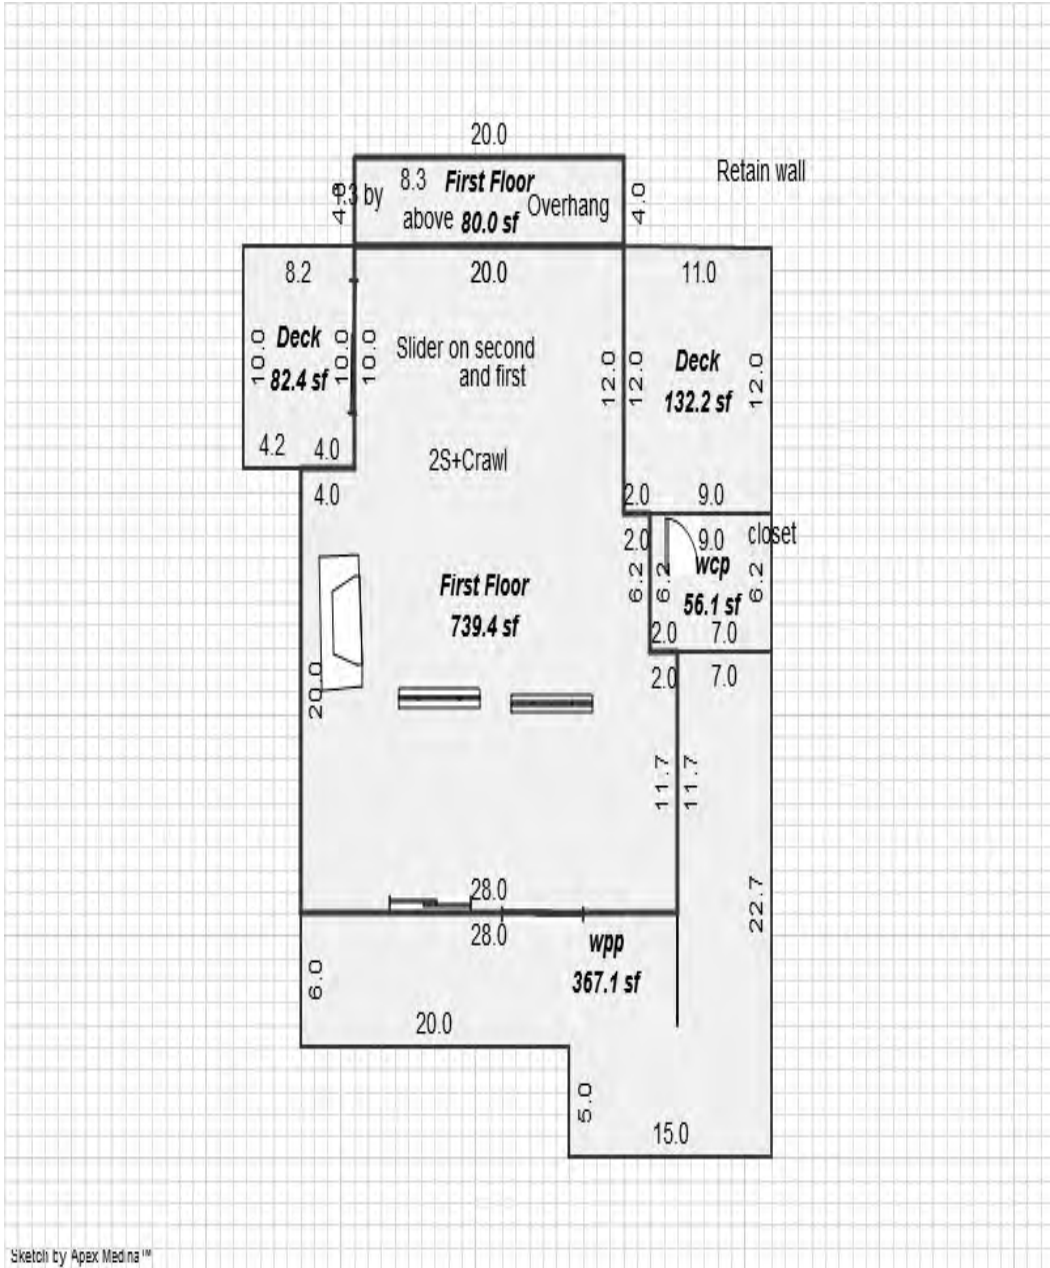 20.0
Retain wall
8.3 First Floor
4.0 by
above 80.0 sf
Overhang
4.0
8.2
20.0
11.0
Deck
82.4 sf
10.0
10.0
10.0
Slider on second
and first
12.0
12.0
Deck
132.2 sf
12.0
4.2
4.0
2S+Crawl
4.0
2.0
9.0
2.0
9.0
closet
6.2
6.2
wcp
56.1 sf
6.2
First Floor
739.4 sf
2.0
7.0
2.0
7.0
20.0
11.7
11.7
28.0
28.0
22.7
wpp
367.1 sf
6.0
20.0
5.0
15.0
Sketch by Apex Medina™